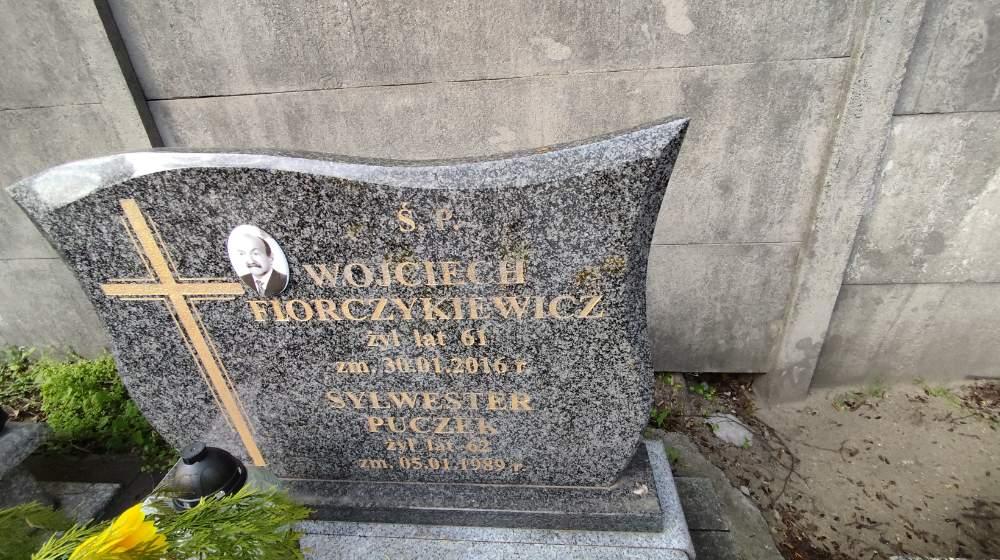 Ś. P.
WOJCIECH
FIORCZYKIEWICZ
żył lat 61
zm. 30.01.2016 r.
SYLWESTER
PUCZEK
żył lat 62
zm. 05.01.1989 r.